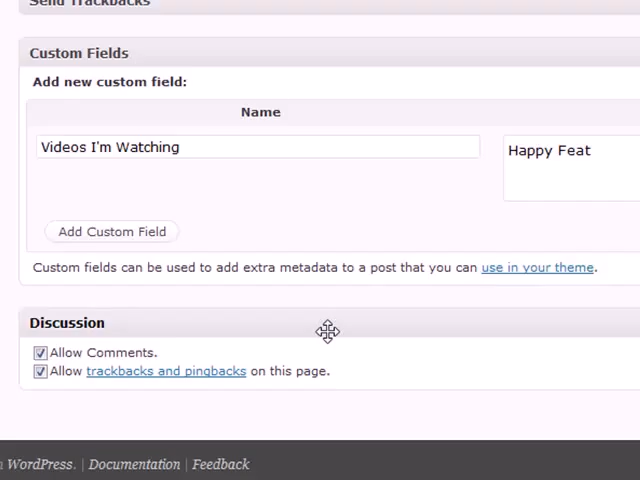 Send Trackbacks
Custom Fields
Add new custom field:
Name
Videos I'm Watching
Happy Feat
Add Custom Field
Custom fields can be used to add extra metadata to a post that you can use in your theme.
Discussion
Allow Comments.
Allow trackbacks and pingbacks on this page.
WordPress. | Documentation | Feedback